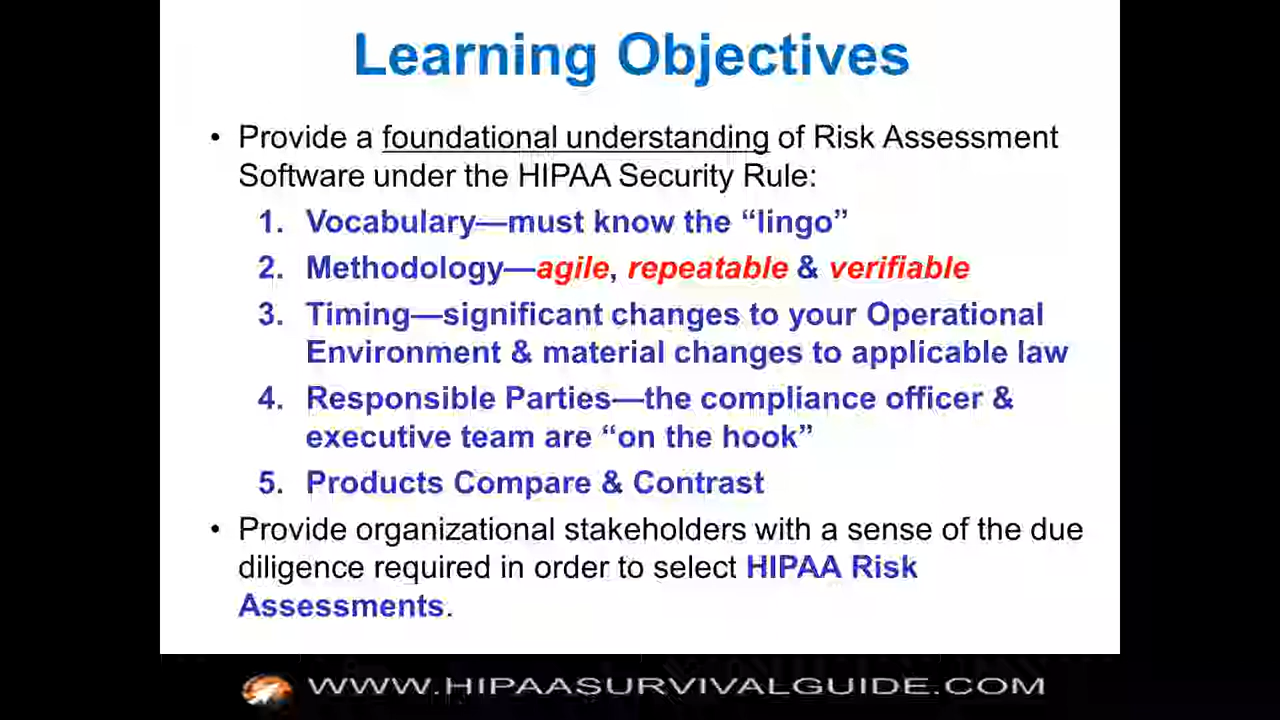 Learning Objectives
• Provide a foundational understanding of Risk Assessment
Software under the HIPAA Security Rule:
1. Vocabulary—must know the “lingo”
2. Methodology—agile, repeatable & verifiable
3. Timing—significant changes to your Operational
Environment & material changes to applicable law
4. Responsible Parties—the compliance officer &
executive team are “on the hook”
5. Products Compare & Contrast
• Provide organizational stakeholders with a sense of the due
diligence required in order to select HIPAA Risk
Assessments.
WWW.HIPAASURVIVALGUIDE.COM